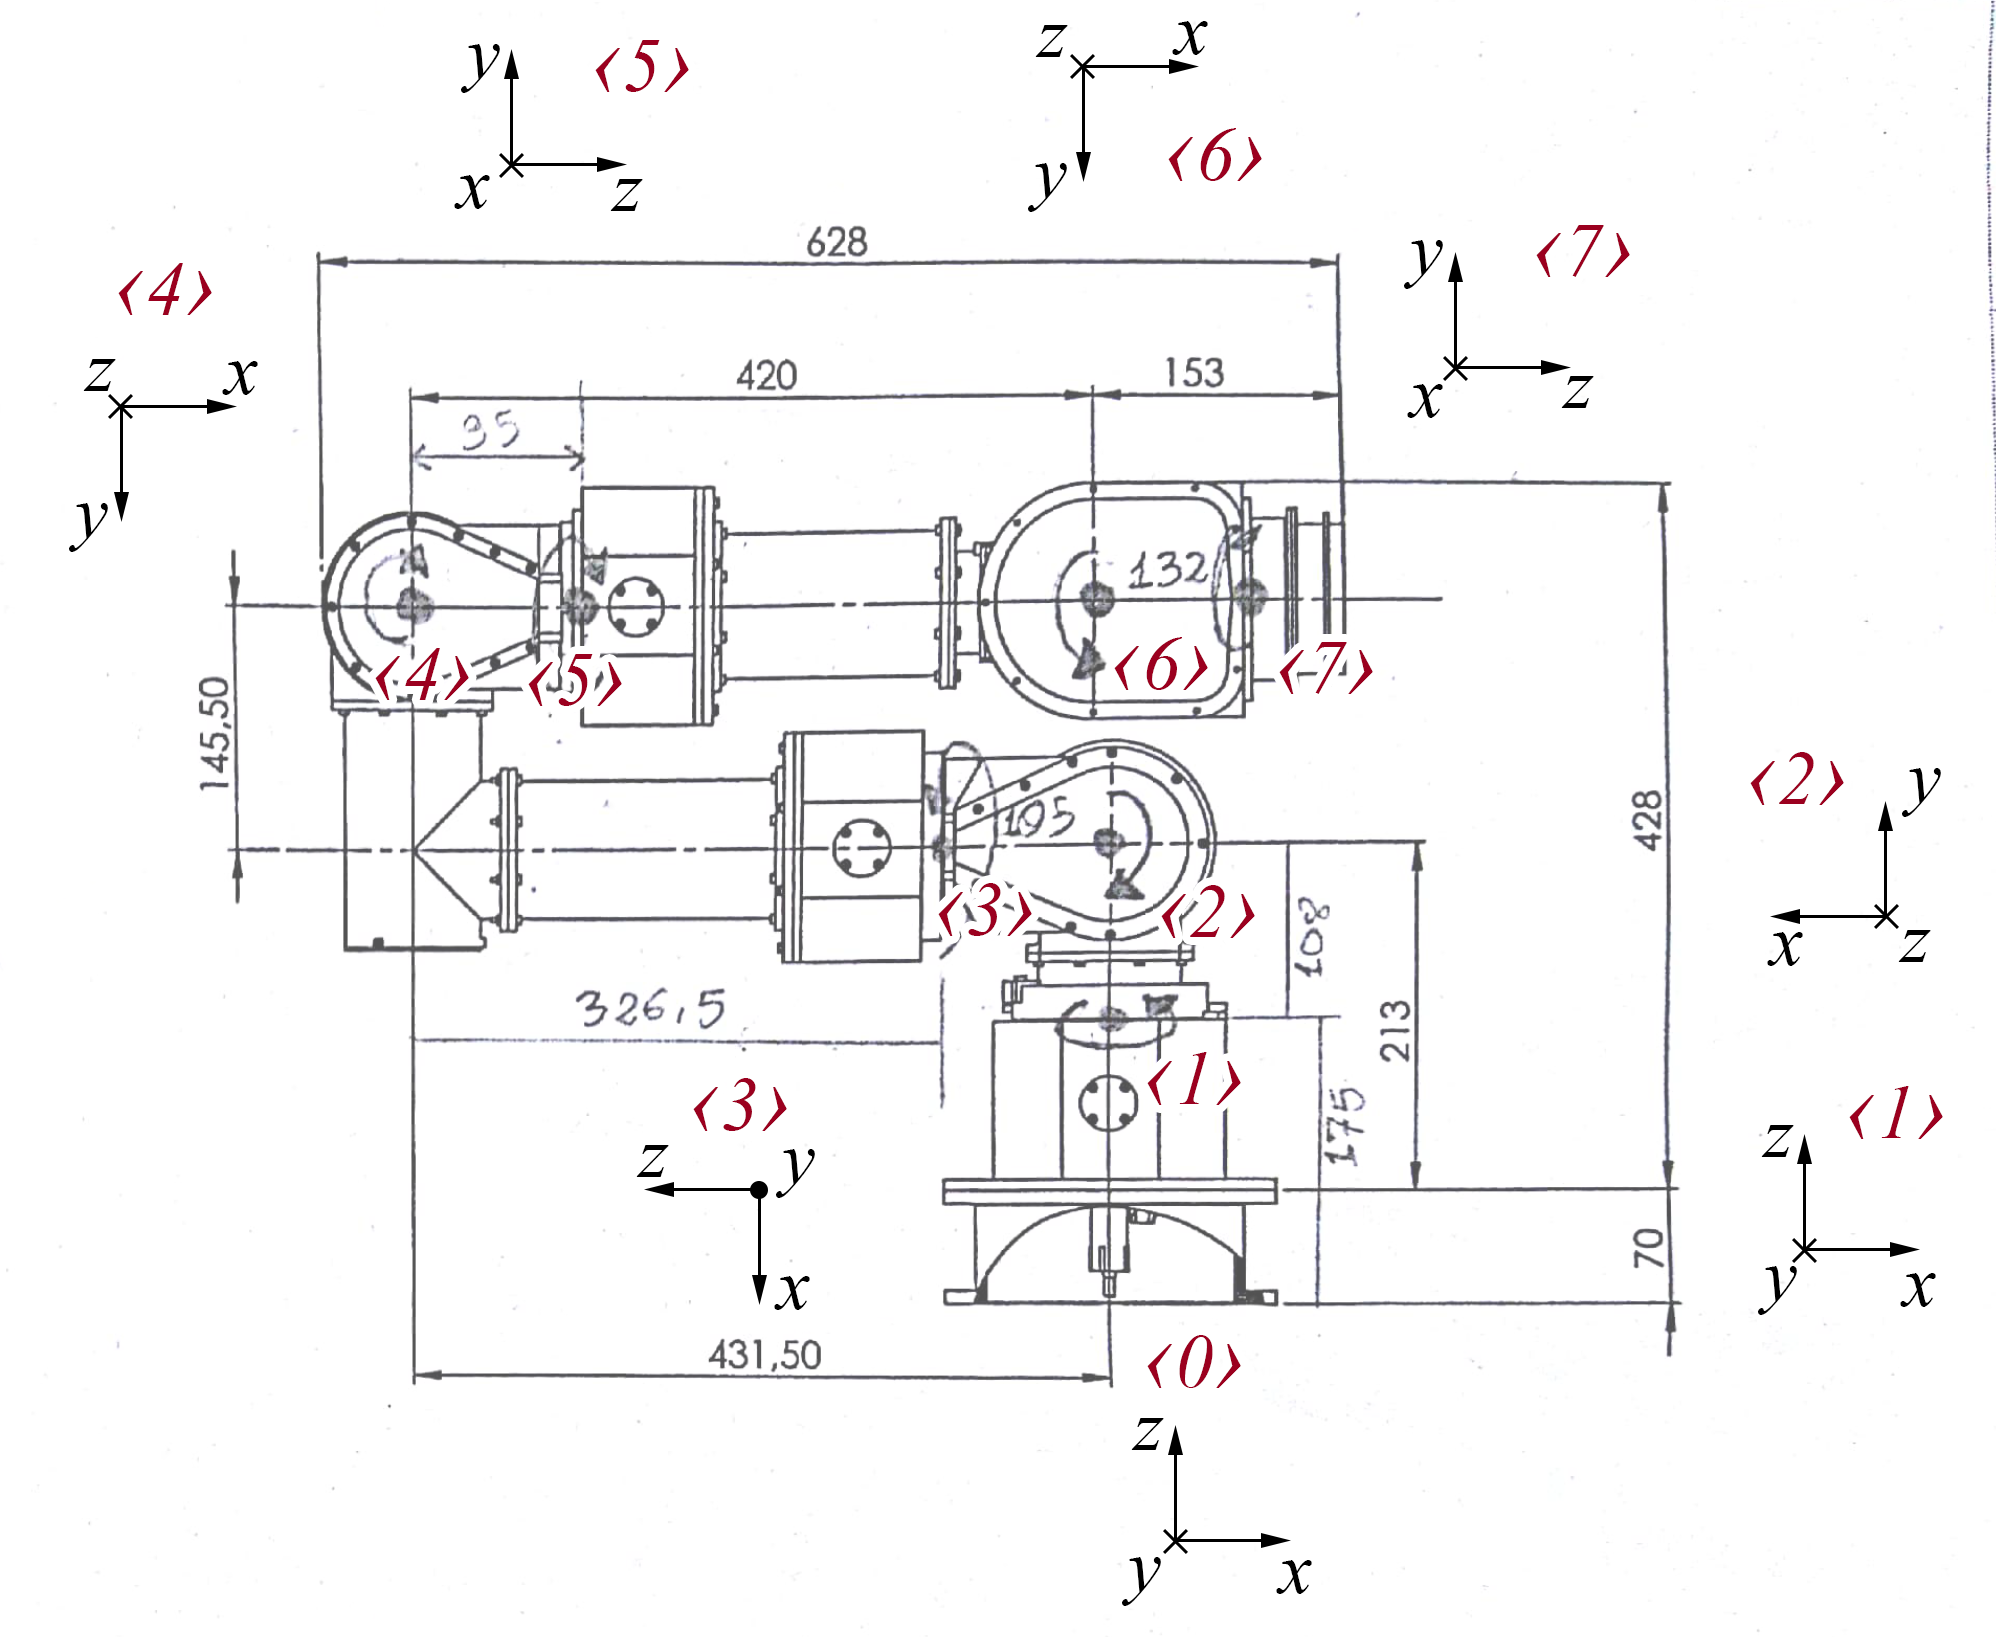 y ⟨5⟩
x z
z x
y ⟨6⟩
⟨4⟩
z x
y
628
y ⟨7⟩
x z
420
153
95
132
⟨4⟩ ⟨5⟩ ⟨6⟩ ⟨7⟩
145,50
428
⟨2⟩ y
x z
105
⟨3⟩ ⟨2⟩
108
326,5
213
⟨1⟩
175
⟨3⟩
z y
x
⟨1⟩
z
y x
70
431,50
⟨0⟩
z
y x